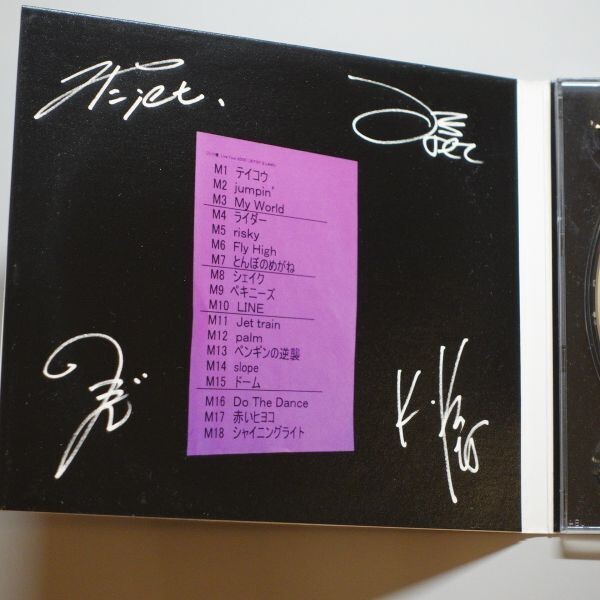 M1 テイコウ
M2 jumpin'
M3 My World
M4 ライダー
M5 risky
M6 Fly High
M7 とんぼのめがね
M8 シェイク
M9 ベキニーズ
M10 LINE
M11 Jet train
M12 palm
M13 ペンギンの逆襲
M14 slope
M15 ドーム
M16 Do The Dance
M17 赤いヒヨコ
M18 シャイニングライト